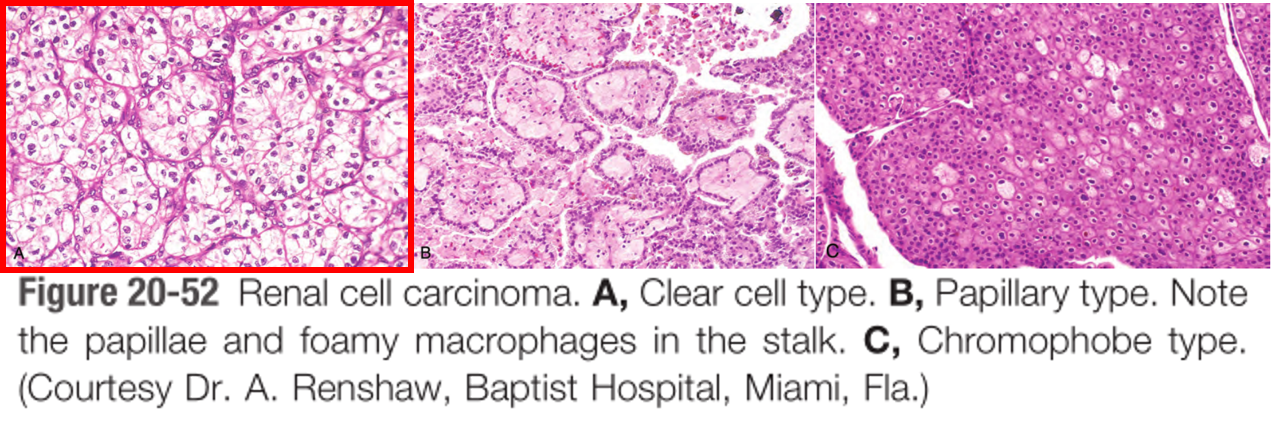 A
B
C
Figure 20-52 Renal cell carcinoma. A, Clear cell type. B, Papillary type. Note
the papillae and foamy macrophages in the stalk. C, Chromophobe type.
(Courtesy Dr. A. Renshaw, Baptist Hospital, Miami, Fla.)